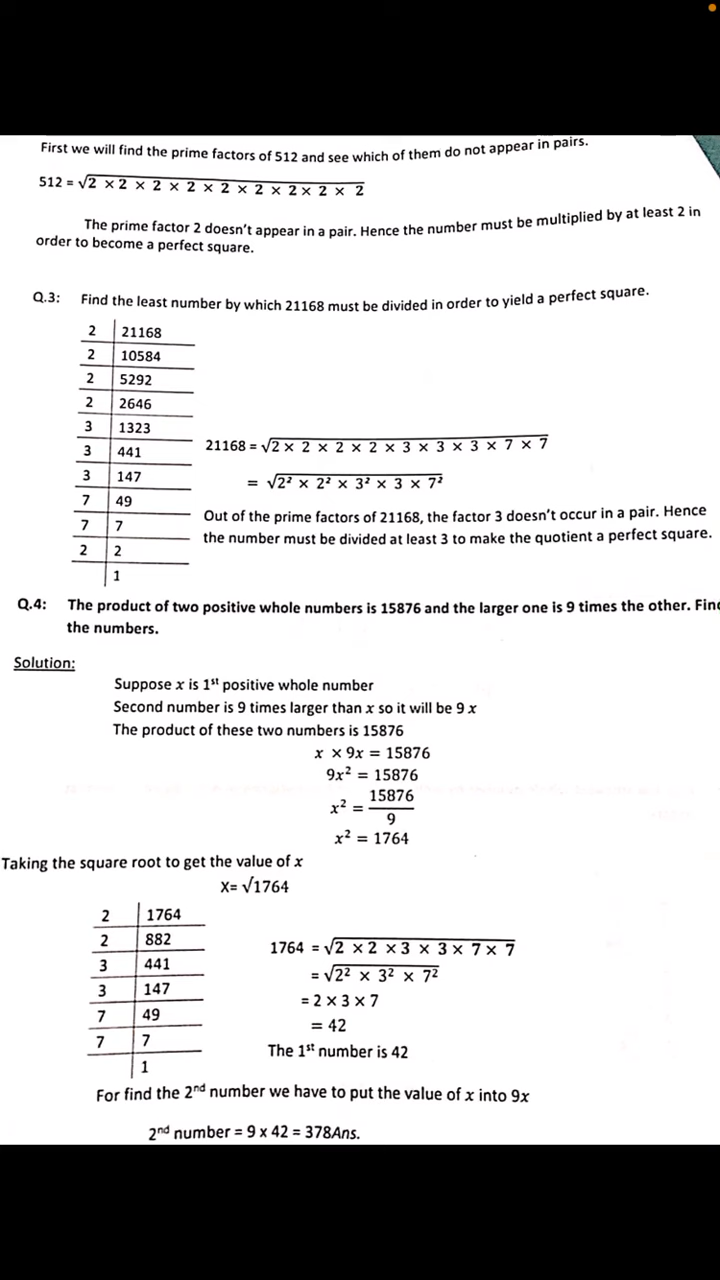 First we will find the prime factors of 512 and see which of them do not appear in pairs.
512 = √2 × 2 × 2 × 2 × 2 × 2 × 2 × 2 × 2
The prime factor 2 doesn't appear in a pair. Hence the number must be multiplied by at least 2 in
order to become a perfect square.
Q.3: Find the least number by which 21168 must be divided in order to yield a perfect square.
2 21168
2 10584
2 5292
2 2646
3 1323
3 441
3 147
7 49
7 7
2 2
1
21168 = √2 × 2 × 2 × 2 × 3 × 3 × 3 × 7 × 7
= √2² × 2² × 3² × 3 × 7²
Out of the prime factors of 21168, the factor 3 doesn't occur in a pair. Hence
the number must be divided at least 3 to make the quotient a perfect square.
Q.4: The product of two positive whole numbers is 15876 and the larger one is 9 times the other. Find
the numbers.
Solution:
Suppose x is 1st positive whole number
Second number is 9 times larger than x so it will be 9 x
The product of these two numbers is 15876
x × 9x = 15876
9x² = 15876
x² = 15876/9
x² = 1764
Taking the square root to get the value of x
X= √1764
2 1764
2 882
3 441
3 147
7 49
7 7
1
1764 = √2 × 2 × 3 × 3 × 7 × 7
= √2² × 3² × 7²
= 2 × 3 × 7
= 42
The 1st number is 42
For find the 2nd number we have to put the value of x into 9x
2nd number = 9 x 42 = 378Ans.